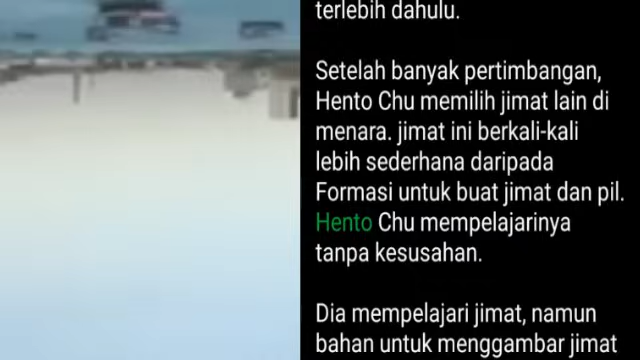 terlebih dahulu.
Setelah banyak pertimbangan,
Hento Chu memilih jimat lain di
menara. jimat ini berkali-kali
lebih sederhana daripada
Formasi untuk buat jimat dan pil.
Hento Chu mempelajarinya
tanpa kesusahan.
Dia mempelajari jimat, namun
bahan untuk menggambar jimat